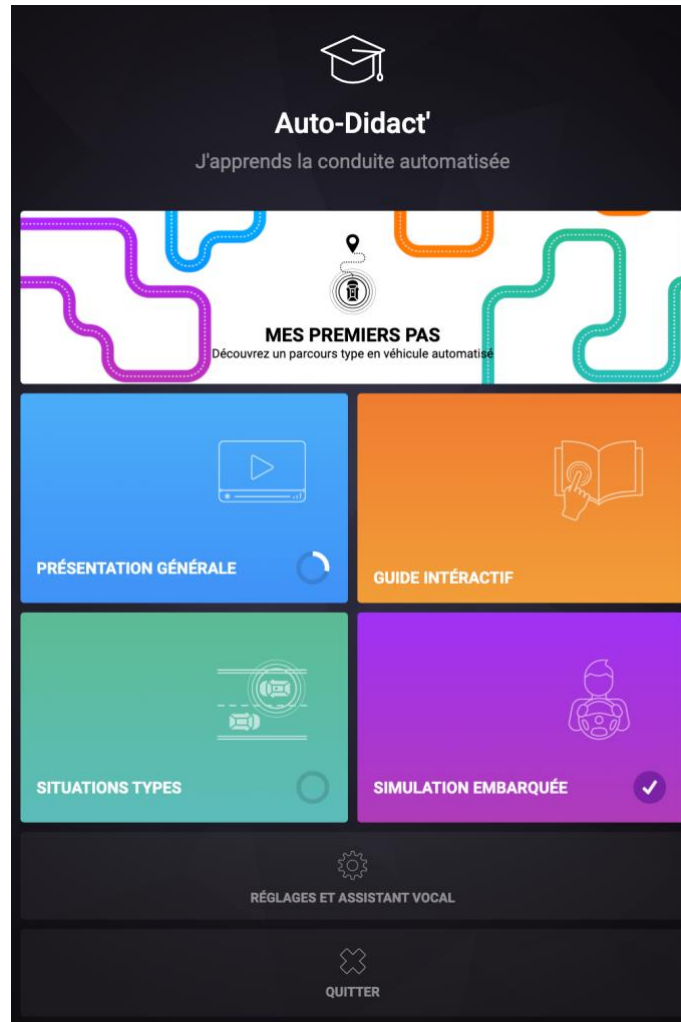 Auto-Didact'
J'apprends la conduite automatisée
MES PREMIERS PAS
Découvrez un parcours type en véhicule automatisé
PRÉSENTATION GÉNÉRALE
GUIDE INTÉRACTIF
SITUATIONS TYPES
SIMULATION EMBARQUÉE
RÉGLAGES ET ASSISTANT VOCAL
QUITTER